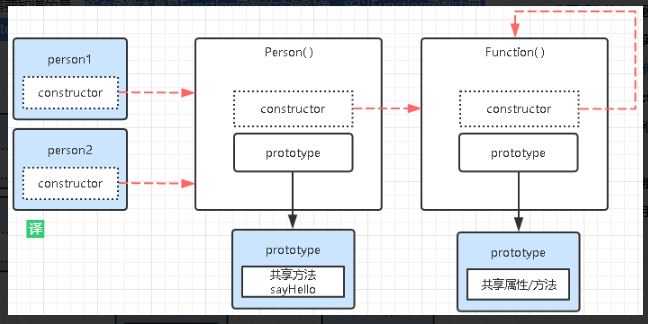 person1
constructor
person2
constructor
译
Person()
constructor
prototype
prototype
共享方法
sayHello
Function()
constructor
prototype
prototype
共享属性/方法